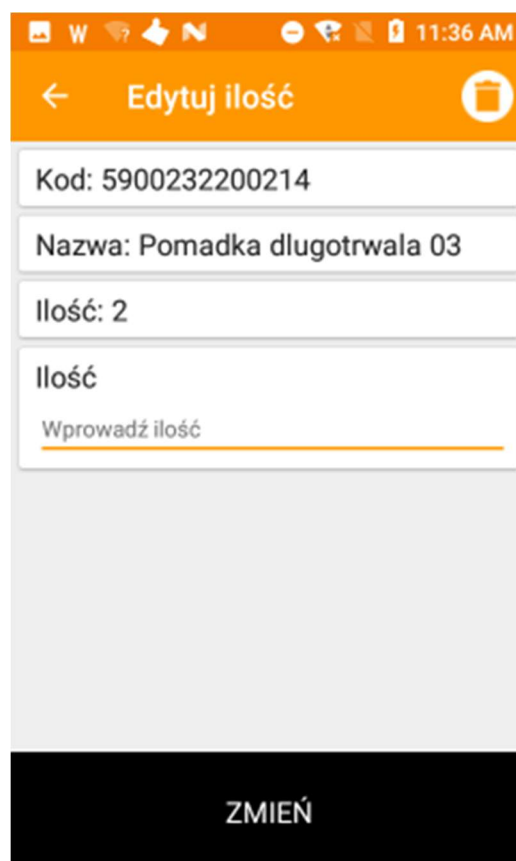 11:36 AM
Edytuj ilość
Kod: 5900232200214
Nazwa: Pomadka dlugotrwala 03
Ilość: 2
Ilość
Wprowadź ilość
ZMIEŃ